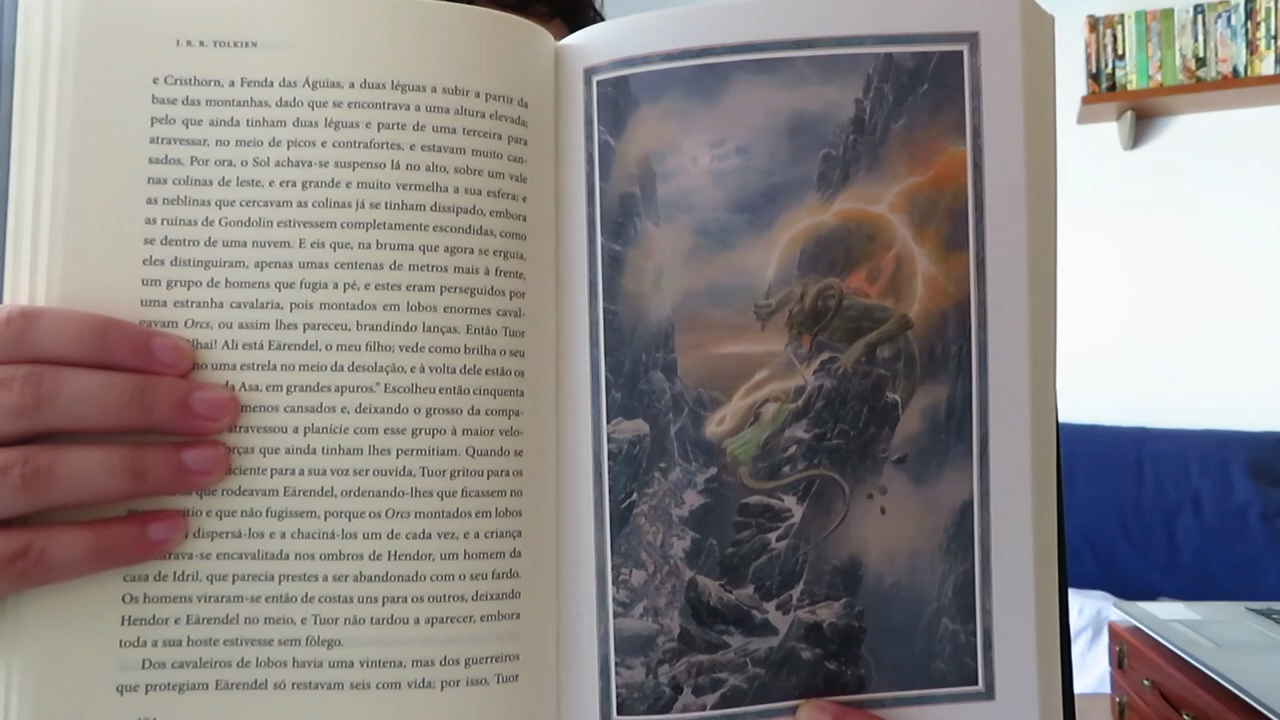 J. R. R. TOLKIEN
e Cristhorn, a Fenda das Águias, a duas léguas a subir a partir da
base das montanhas, dado que se encontrava a uma altura elevada;
pelo que ainda tinham duas léguas e parte de uma terceira para
atravessar, no meio de picos e contrafortes, e estavam muito can-
sados. Por ora, o Sol achava-se suspenso lá no alto, sobre um vale
nas colinas de leste, e era grande e muito vermelha a sua esfera; e
as neblinas que cercavam as colinas já se tinham dissipado, embora
as ruínas de Gondolin estivessem completamente escondidas, como
se dentro de uma nuvem. E eis que, na bruma que agora se erguia,
eles distinguiram, apenas umas centenas de metros mais à frente,
um grupo de homens que fugia a pé, e estes eram perseguidos por
uma estranha cavalaria, pois montados em lobos enormes caval-
gavam Orcs, ou assim lhes pareceu, brandindo lanças. Então Tuor
lhai! Ali está Eärendel, o meu filho; vede como brilha o seu
uma estrela no meio da desolação, e à volta dele estão os
da Asa, em grandes apuros.” Escolheu então cinquenta
menos cansados e, deixando o grosso da compa-
atravessou a planície com esse grupo à maior velo-
rças que ainda tinham lhes permitiam. Quando se
iciente para a sua voz ser ouvida, Tuor gritou para os
que rodeavam Eärendel, ordenando-lhes que ficassem no
ítio e que não fugissem, porque os Orcs montados em lobos
dispersá-los e a chaciná-los um de cada vez, e a criança
rava-se encavalitada nos ombros de Hendor, um homem da
casa de Idril, que parecia prestes a ser abandonado com o seu fardo.
Os homens viraram-se então de costas uns para os outros, deixando
Hendor e Eärendel no meio, e Tuor não tardou a aparecer, embora
toda a sua hoste estivesse sem fôlego.
Dos cavaleiros de lobos havia uma vintena, mas dos guerreiros
que protegiam Eärendel só restavam seis com vida; por isso, Tuor